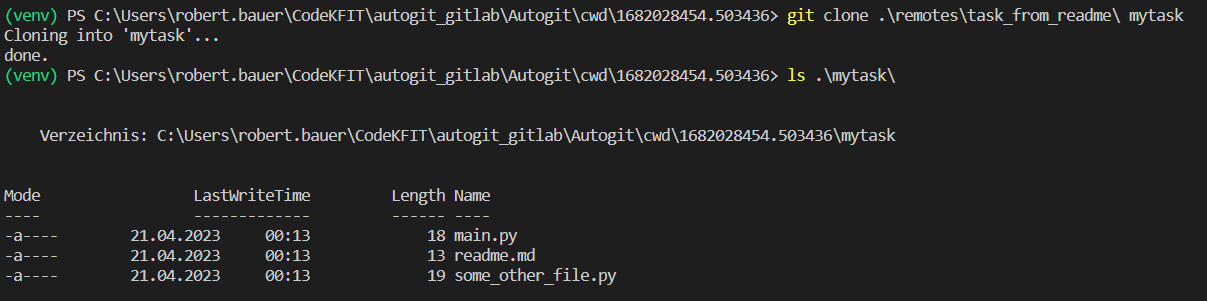 (venv) PS C:\Users\robert.bauer\CodeKFIT\autogit_gitlab\Autogit\cwd\1682028454.503436> git clone .\remotes\task_from_readme\ mytask
Cloning into 'mytask'...
done.
(venv) PS C:\Users\robert.bauer\CodeKFIT\autogit_gitlab\Autogit\cwd\1682028454.503436> ls .\mytask\
Verzeichnis: C:\Users\robert.bauer\CodeKFIT\autogit_gitlab\Autogit\cwd\1682028454.503436\mytask
Mode LastWriteTime Length Name
---- ------------- ------ ----
-a---- 21.04.2023 00:13 18 main.py
-a---- 21.04.2023 00:13 13 readme.md
-a---- 21.04.2023 00:13 19 some_other_file.py